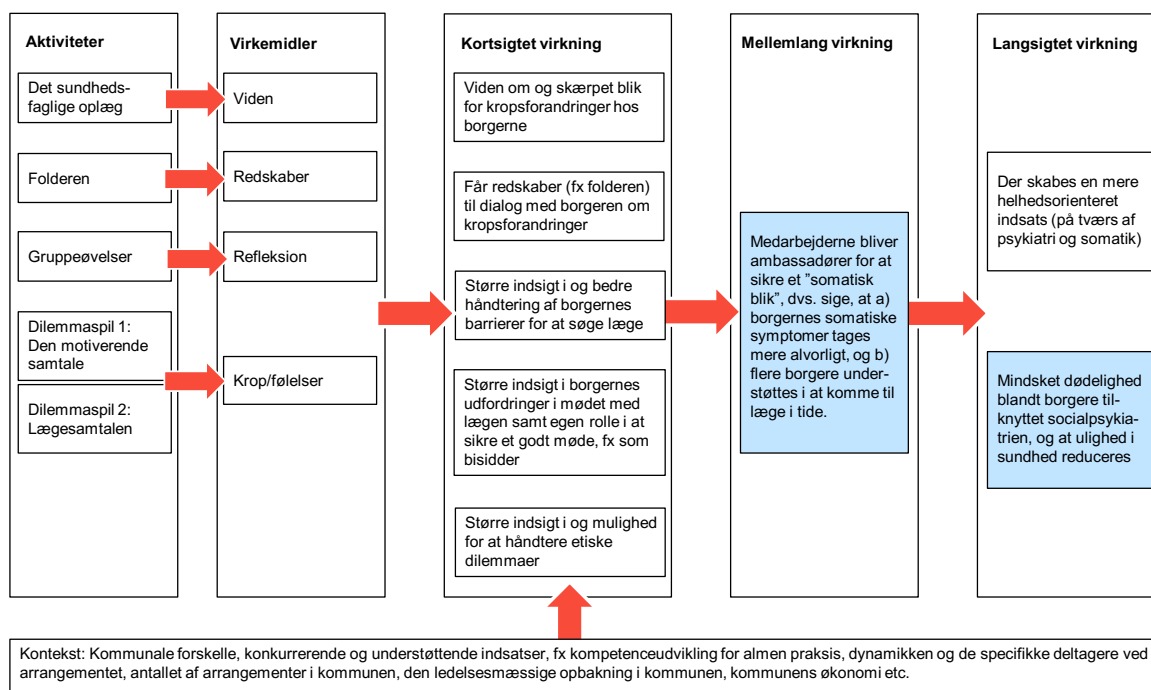 Aktiviteter
Det sundheds-
faglige oplæg
Folderen
Gruppeøvelser
Dilemmaspil 1:
Den motiverende
samtale
Dilemmaspil 2:
Lægesamtalen
Virkemidler
Viden
Redskaber
Refleksion
Krop/følelser
Kortsigtet virkning
Viden om og skærpet blik
for kropsforandringer hos
borgerne
Får redskaber (fx folderen)
til dialog med borgeren om
kropsforandringer
Større indsigt i og bedre
håndtering af borgernes
barrierer for at søge læge
Større indsigt i borgernes
udfordringer i mødet med
lægen samt egen rolle i at
sikre et godt møde, fx som
bisidder
Større indsigt i og mulighed
for at håndtere etiske
dilemmaer
Mellemlang virkning
Medarbejderne bliver
ambassadører for at
sikre et ”somatisk
blik”, dvs. sige, at a)
borgernes somatiske
symptomer tages
mere alvorligt, og b)
flere borgere under-
støttes i at komme til
læge i tide.
Langsigtet virkning
Der skabes en mere
helhedsorienteret
indsats (på tværs af
psykiatri og somatik)
Mindsket dødelighed
blandt borgere til-
knyttet socialpsykia-
trien, og at ulighed i
sundhed reduceres
Kontekst: Kommunale forskelle, konkurrerende og understøttende indsatser, fx kompetenceudvikling for almen praksis, dynamikken og de specifikke deltagere ved
arrangementet, antallet af arrangementer i kommunen, den ledelsesmæssige opbakning i kommunen, kommunens økonomi etc.